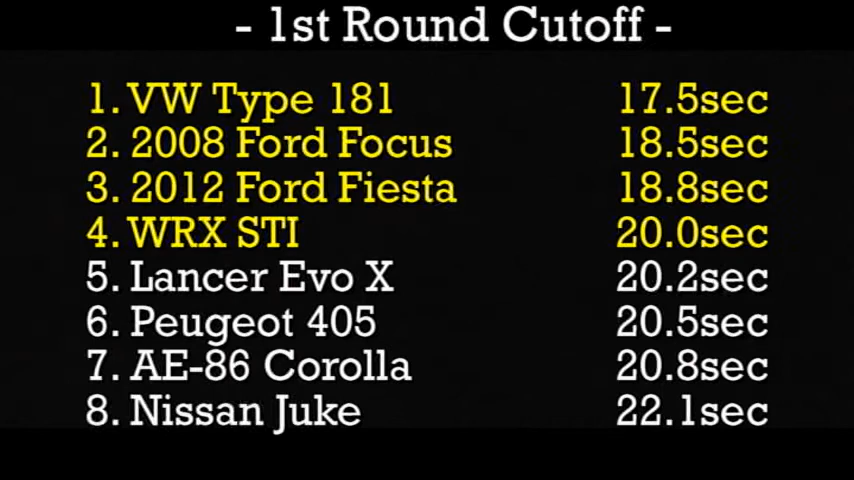 - 1st Round Cutoff -
1. VW Type 181 17.5sec
2. 2008 Ford Focus 18.5sec
3. 2012 Ford Fiesta 18.8sec
4. WRX STI 20.0sec
5. Lancer Evo X 20.2sec
6. Peugeot 405 20.5sec
7. AE-86 Corolla 20.8sec
8. Nissan Juke 22.1sec